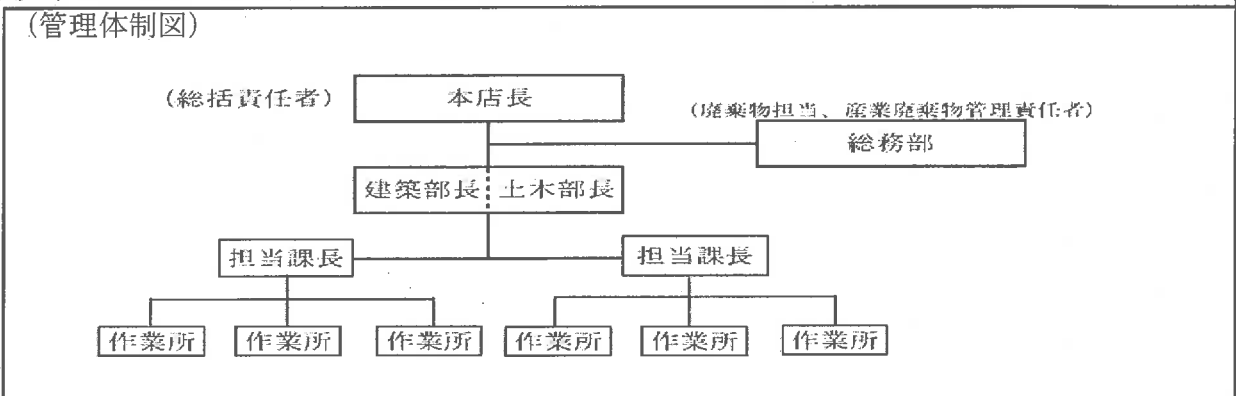 (管理体制図)
(総括責任者)
本店長
(廃棄物担当、産業廃棄物管理責任者)
総務部
建築部長 土木部長
担当課長 担当課長
作業所 作業所 作業所 作業所 作業所 作業所